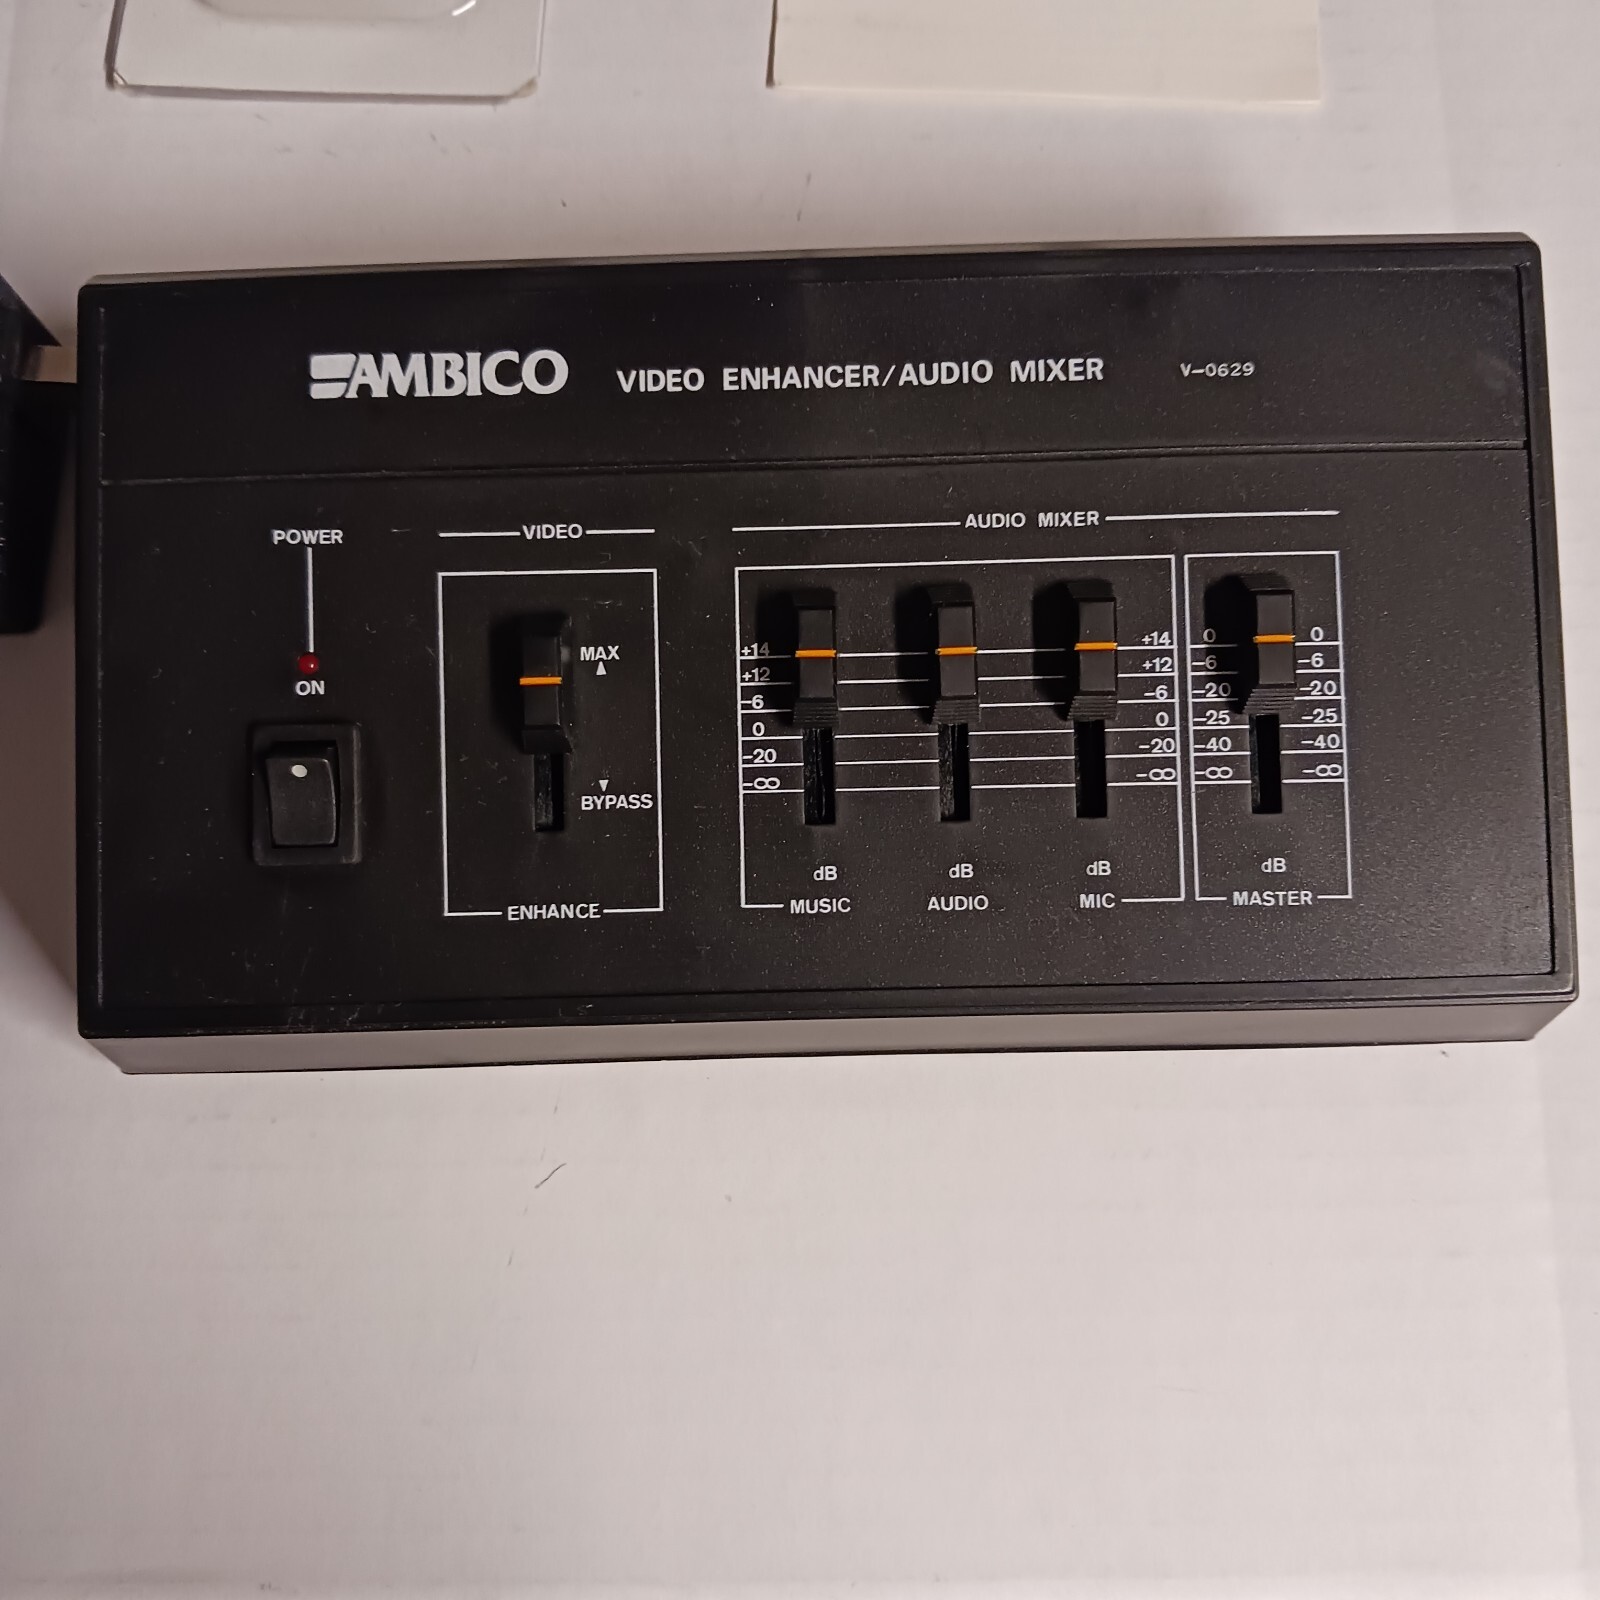 AMBICO VIDEO ENHANCER/AUDIO MIXER V-0629
POWER
ON
VIDEO
MAX
BYPASS
ENHANCE
AUDIO MIXER
+14 +14 0 0
+12 +12 -6 -6
-6 -6 -20 -20
0 0 -25 -25
-20 -20 -40 -40
-∞ -∞ -∞ -∞
dB dB dB dB
MUSIC AUDIO MIC MASTER